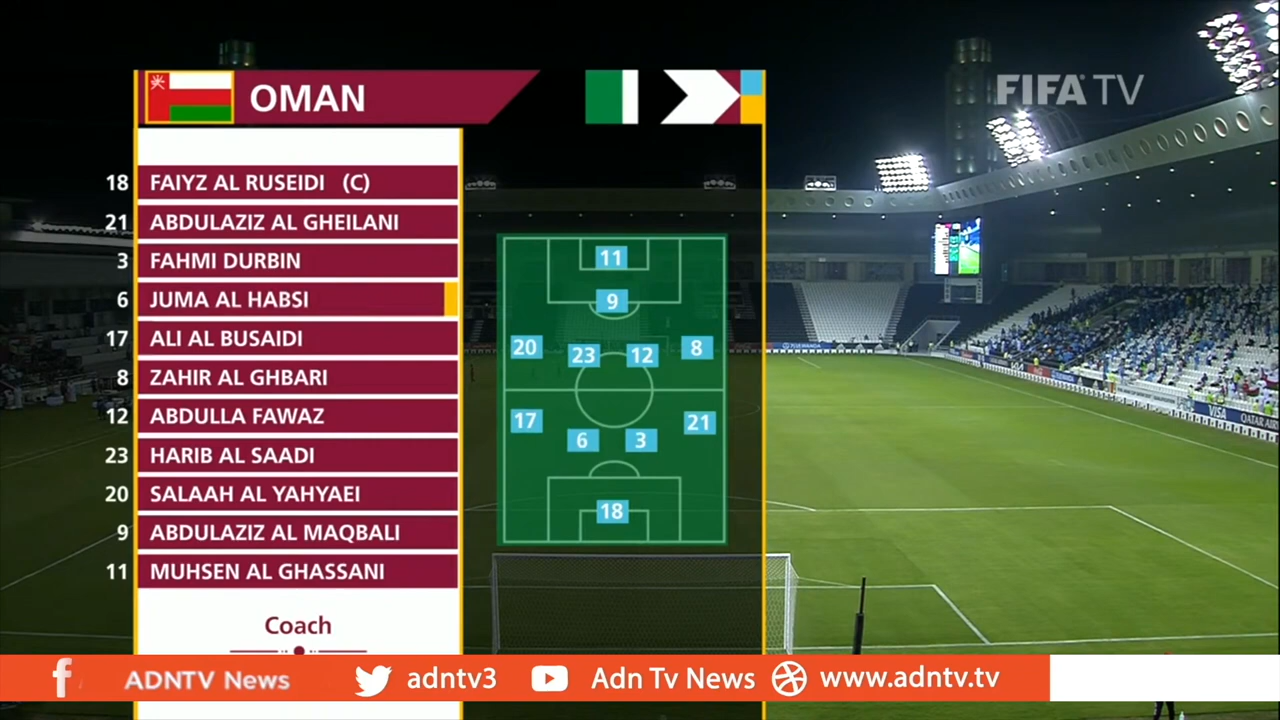 FIFA TV
OMAN
18 FAIYZ AL RUSEIDI (C)
21 ABDULAZIZ AL GHEILANI
3 FAHMI DURBIN
6 JUMA AL HABSI
17 ALI AL BUSAIDI
8 ZAHIR AL GHBARI
12 ABDULLA FAWAZ
23 HARIB AL SAADI
20 SALAAH AL YAHYAEI
9 ABDULAZIZ AL MAQBALI
11 MUHSEN AL GHASSANI
Coach
11
9
20 23 12 8
17 6 3 21
18
VISA QATAR AIR
ADNTV News adntv3 Adn Tv News www.adntv.tv